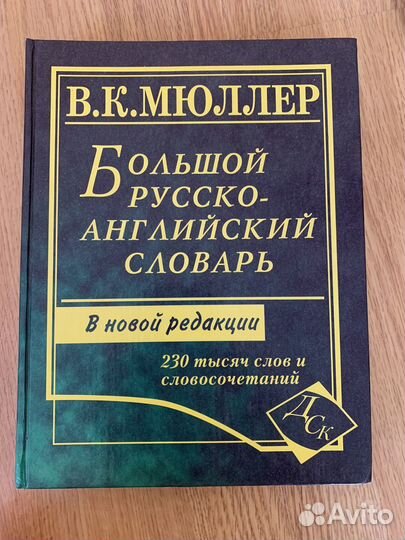 В.К.МЮЛЛЕР
БОЛЬШОЙ
РУССКО-
АНГЛИЙСКИЙ
СЛОВАРЬ
В новой редакции
230 тысяч слов и
словосочетаний
ДСК
Avito